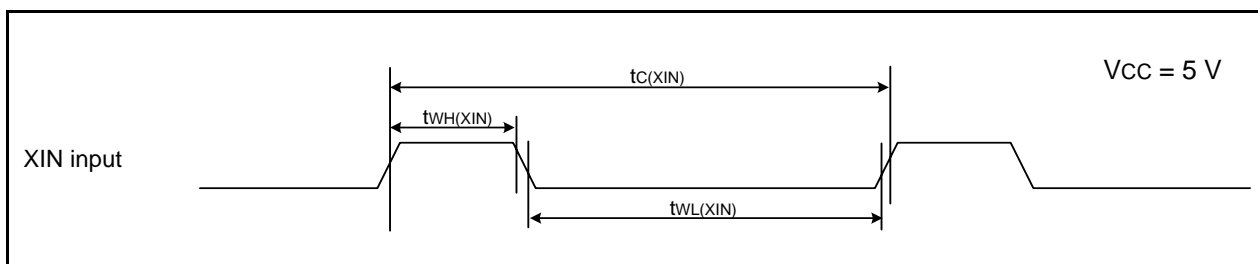 VCC = 5 V
tC(XIN)
tWH(XIN)
XIN input
tWL(XIN)